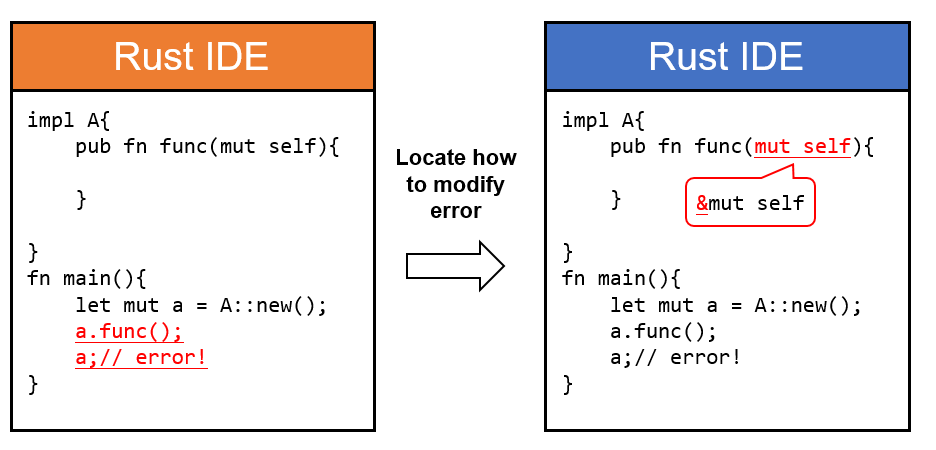 Rust IDE
impl A{
    pub fn func(mut self){
    }
}
fn main(){
    let mut a = A::new();
    a.func();
    a;// error!
}
Locate how
to modify
error
Rust IDE
impl A{
    pub fn func(mut self){
    }
&mut self
}
fn main(){
    let mut a = A::new();
    a.func();
    a;// error!
}